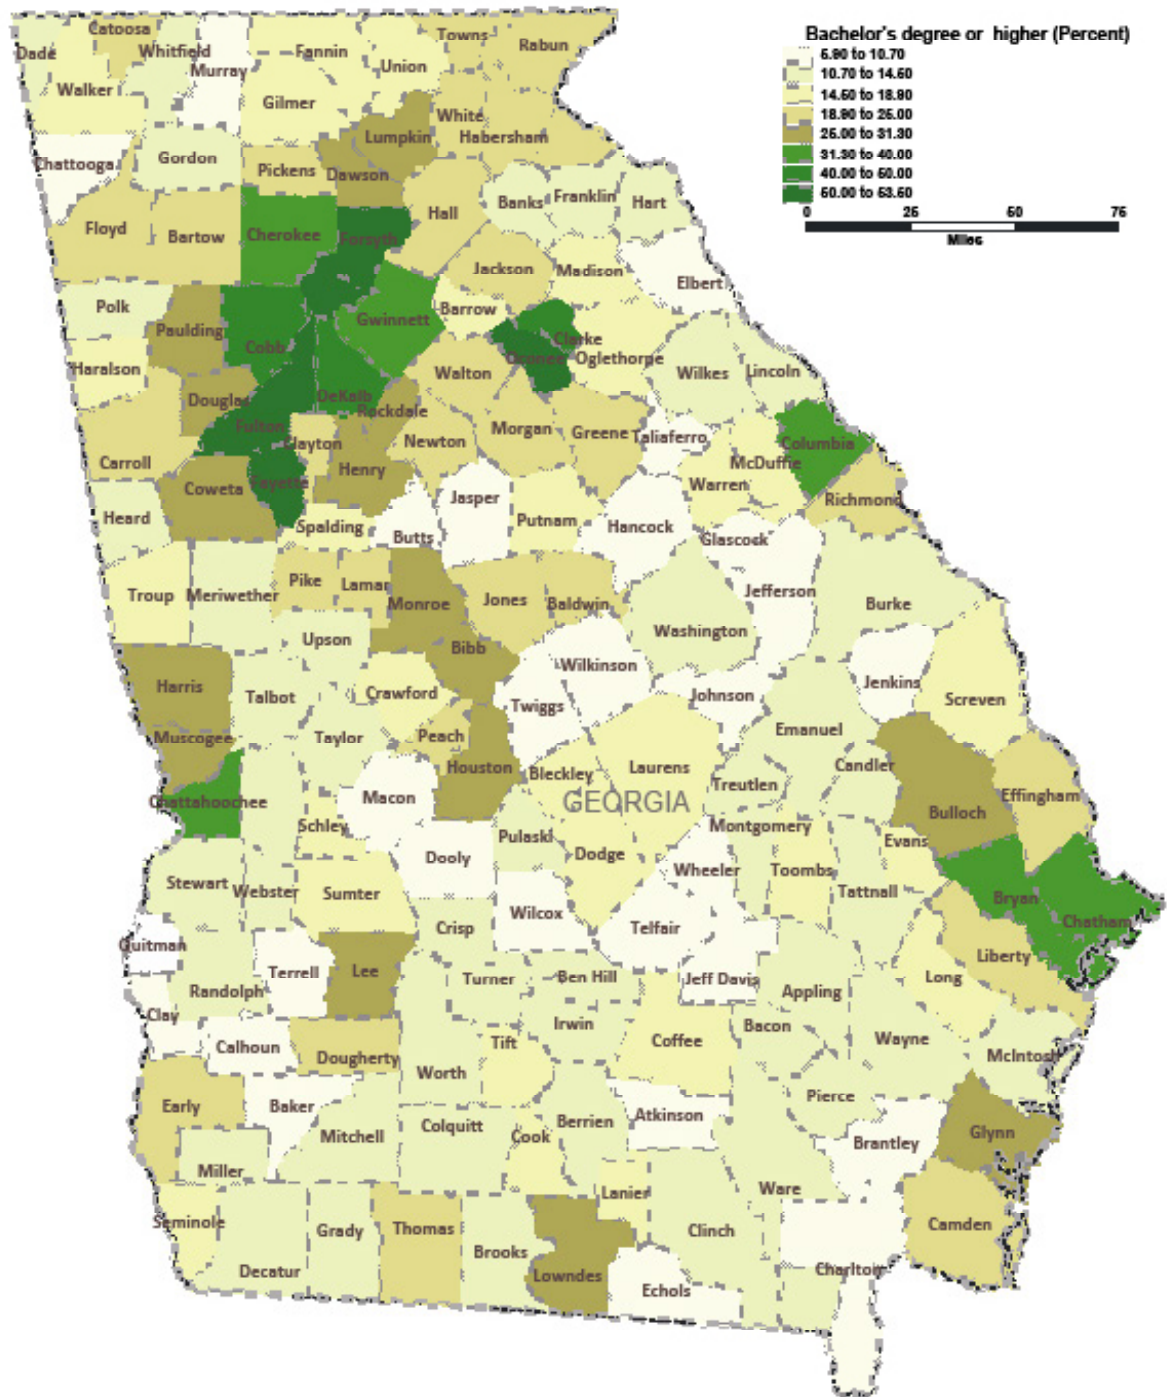 Bachelor's degree or higher (Percent)
5.90 to 10.70
10.70 to 14.50
14.50 to 18.90
18.90 to 25.00
25.00 to 31.30
31.30 to 40.00
40.00 to 50.00
50.00 to 53.50
0 25 50 75
Miles
Dade
Catoosa
Whitfield
Murray
Fannin
Towns
Rabun
Union
Walker
Gilmer
White
Habersham
Lumpkin
Chattooga
Gordon
Pickens
Dawson
Banks
Franklin
Hart
Hall
Floyd
Bartow
Cherokee
Forsyth
Jackson
Madison
Elbert
Polk
Barrow
Gwinnett
Paulding
Cobb
Clarke
Oconee
Oglethorpe
Haralson
Walton
Wilkes
Lincoln
Douglas
DeKalb
Rockdale
Fulton
Clayton
Newton
Morgan
Greene
Taliaferro
Columbia
Carroll
Henry
McDuffie
Coweta
Fayette
Warren
Jasper
Richmond
Heard
Spalding
Butts
Putnam
Hancock
Glascock
Troup
Meriwether
Pike
Lamar
Monroe
Jones
Baldwin
Jefferson
Burke
Upson
Washington
Bibb
Wilkinson
Harris
Talbot
Crawford
Twiggs
Johnson
Jenkins
Screven
Muscogee
Taylor
Peach
Emanuel
Houston
Bleckley
Laurens
Candler
Treutlen
Chattahoochee
Macon
GEORGIA
Bulloch
Effingham
Schley
Pulaski
Montgomery
Evans
Dooly
Dodge
Wheeler
Toombs
Tattnall
Stewart
Webster
Sumter
Bryan
Chatham
Wilcox
Crisp
Telfair
Quitman
Terrell
Lee
Liberty
Randolph
Turner
Ben Hill
Jeff Davis
Appling
Long
Clay
Irwin
Bacon
Calhoun
Dougherty
Tift
Coffee
Wayne
McIntosh
Worth
Early
Baker
Pierce
Mitchell
Colquitt
Cook
Berrien
Atkinson
Brantley
Glynn
Miller
Lanier
Ware
Seminole
Grady
Thomas
Clinch
Camden
Decatur
Brooks
Lowndes
Echols
Charlton